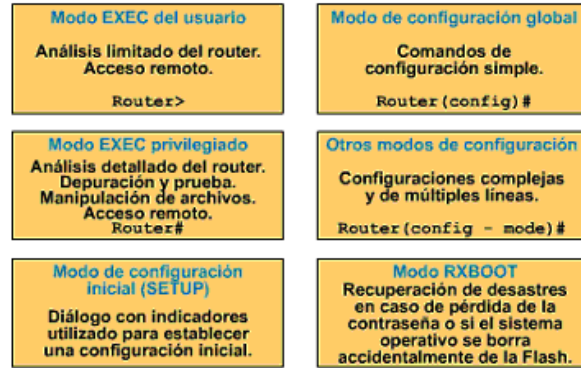 Modo EXEC del usuario
Análisis limitado del router.
Acceso remoto.
Router>
Modo de configuración global
Comandos de
configuración simple.
Router(config)#
Modo EXEC privilegiado
Análisis detallado del router.
Depuración y prueba.
Manipulación de archivos.
Acceso remoto.
Router#
Otros modos de configuración
Configuraciones complejas
y de múltiples líneas.
Router(config - mode)#
Modo de configuración
inicial (SETUP)
Diálogo con indicadores
utilizado para establecer
una configuración inicial.
Modo RXBOOT
Recuperación de desastres
en caso de pérdida de la
contraseña o si el sistema
operativo se borra
accidentalmente de la Flash.